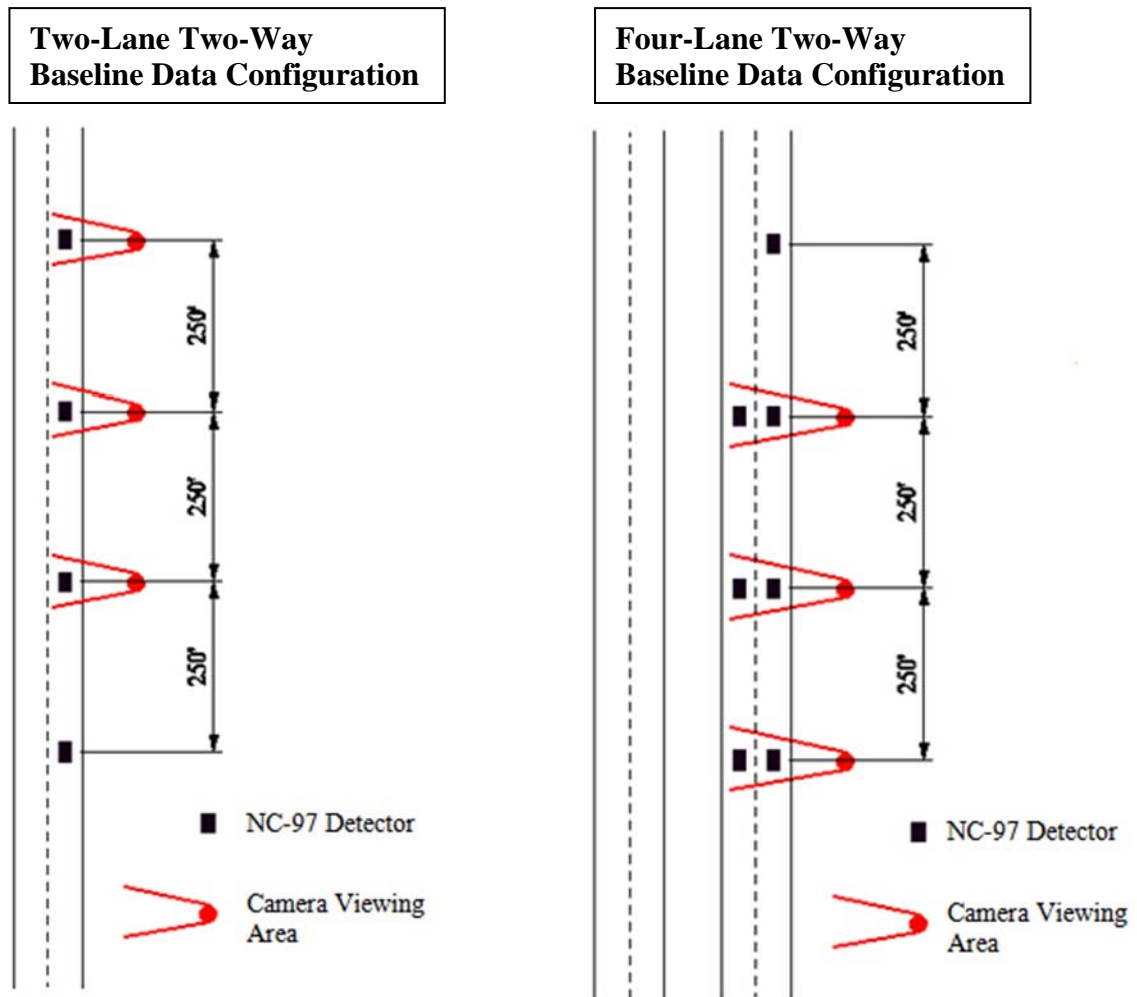 Two-Lane Two-Way
Baseline Data Configuration
250'
250'
250'
NC-97 Detector
Camera Viewing
Area
Four-Lane Two-Way
Baseline Data Configuration
250'
250'
250'
NC-97 Detector
Camera Viewing
Area